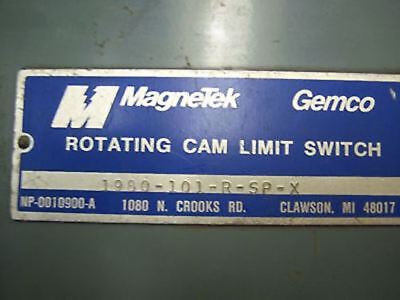 MagneTek Gemco
ROTATING CAM LIMIT SWITCH
1980-101-R-SP-X
NP-0010900-A 1080 N. CROOKS RD. CLAWSON, MI 48017